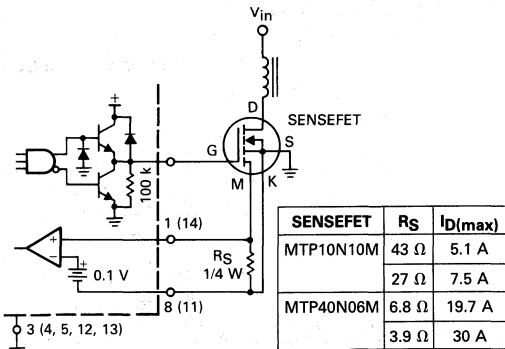 Vin
D
SENSEFET
G
S
M
K
+
100 k
1 (14)
+
−
+
0.1 V
RS
1/4 W
8 (11)
3 (4, 5, 12, 13)
SENSEFET RS ID(max)
MTP10N10M 43 Ω 5.1 A
27 Ω 7.5 A
MTP40N06M 6.8 Ω 19.7 A
3.9 Ω 30 A